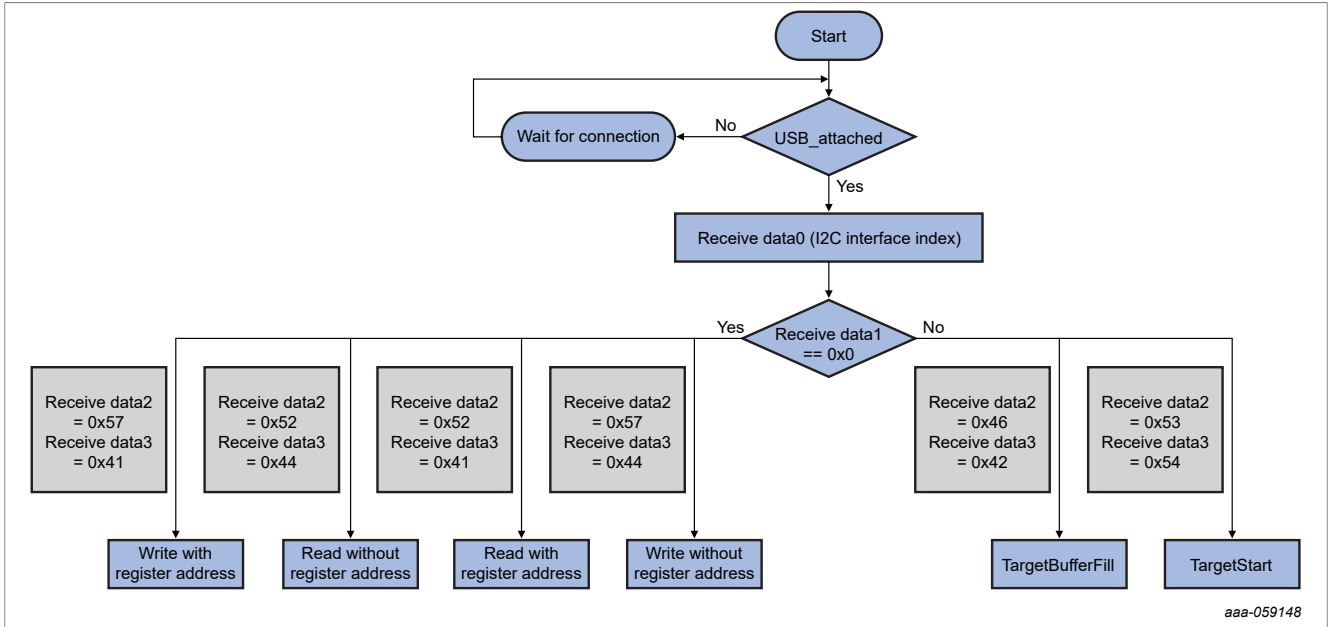 Start
No
Wait for connection
USB_attached
Yes
Receive data0 (I2C interface index)
Yes
No
Receive data1
== 0x0
Receive data2
= 0x57
Receive data3
= 0x41
Receive data2
= 0x52
Receive data3
= 0x44
Receive data2
= 0x52
Receive data3
= 0x41
Receive data2
= 0x57
Receive data3
= 0x44
Receive data2
= 0x46
Receive data3
= 0x42
Receive data2
= 0x53
Receive data3
= 0x54
Write with
register address
Read without
register address
Read with
register address
Write without
register address
TargetBufferFill
TargetStart
aaa-059148